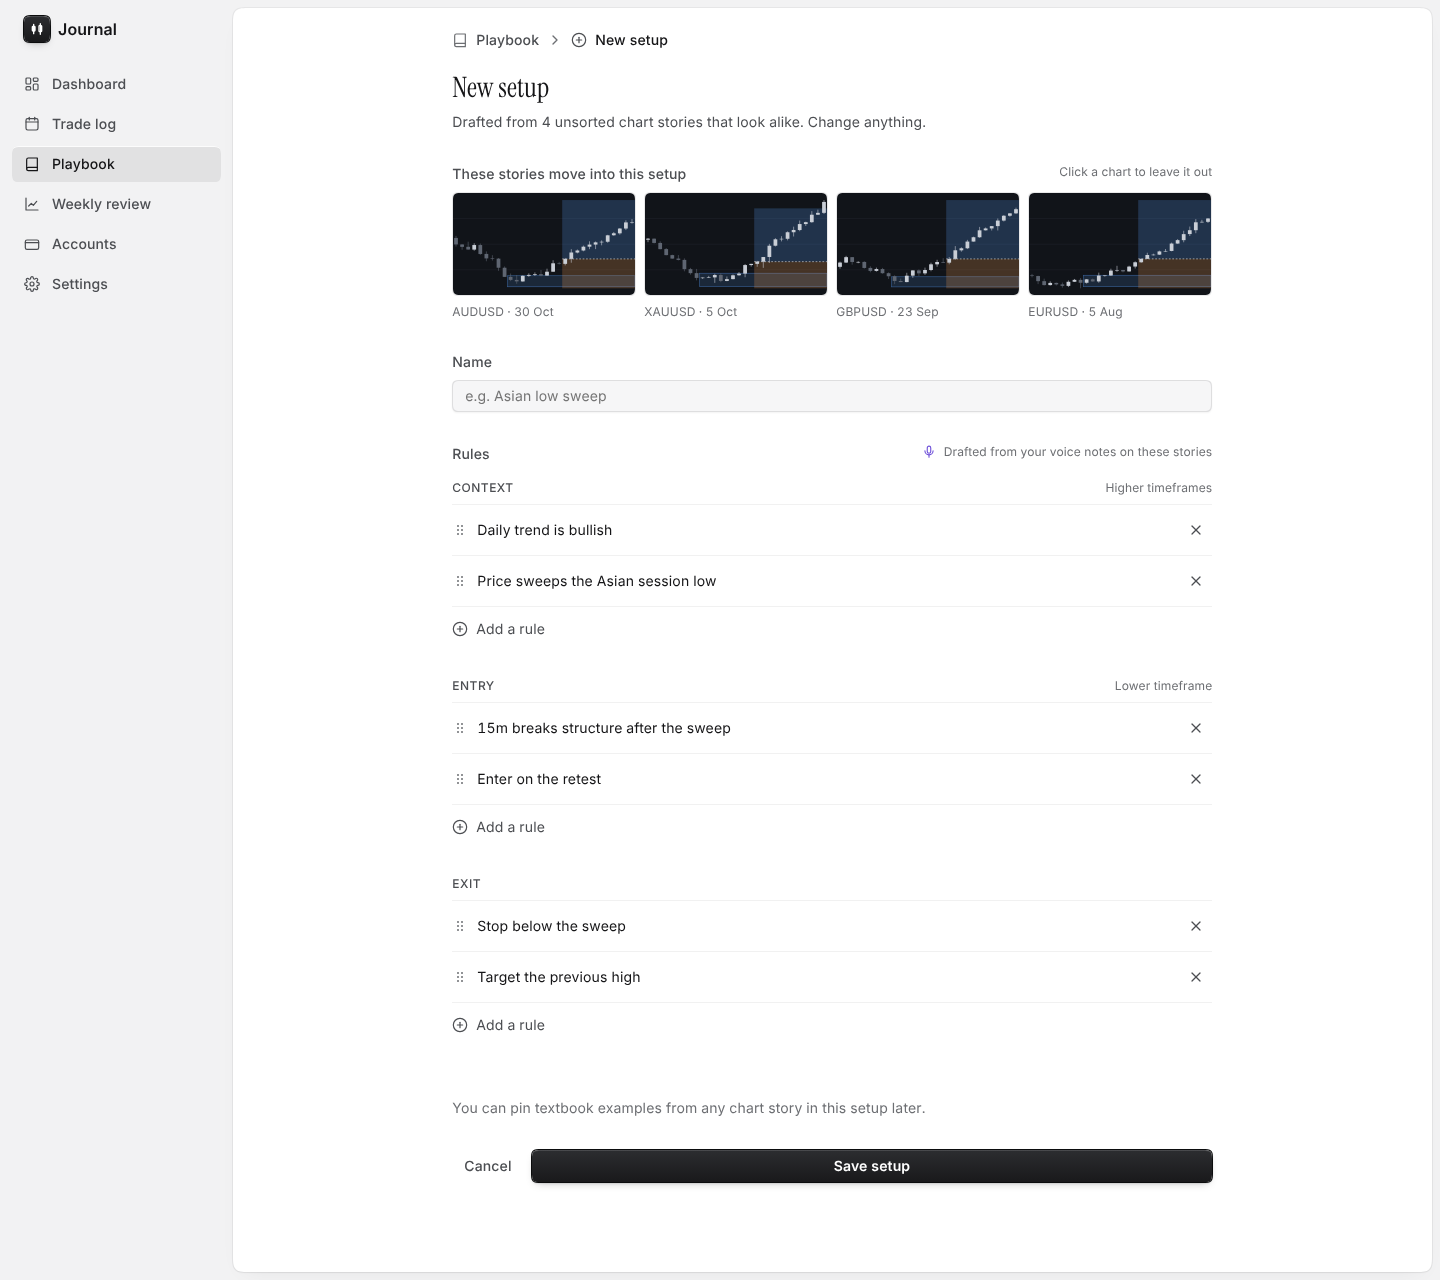 Journal
Dashboard
Trade log
Playbook
Weekly review
Accounts
Settings
Playbook
New setup
New setup
Drafted from 4 unsorted chart stories that look alike. Change anything.
These stories move into this setup
Click a chart to leave it out
AUDUSD · 30 Oct
XAUUSD · 5 Oct
GBPUSD · 23 Sep
EURUSD · 5 Aug
Name
e.g. Asian low sweep
Rules
Drafted from your voice notes on these stories
CONTEXT
Higher timeframes
Daily trend is bullish
Price sweeps the Asian session low
Add a rule
ENTRY
Lower timeframe
15m breaks structure after the sweep
Enter on the retest
Add a rule
EXIT
Stop below the sweep
Target the previous high
Add a rule
You can pin textbook examples from any chart story in this setup later.
Cancel
Save setup